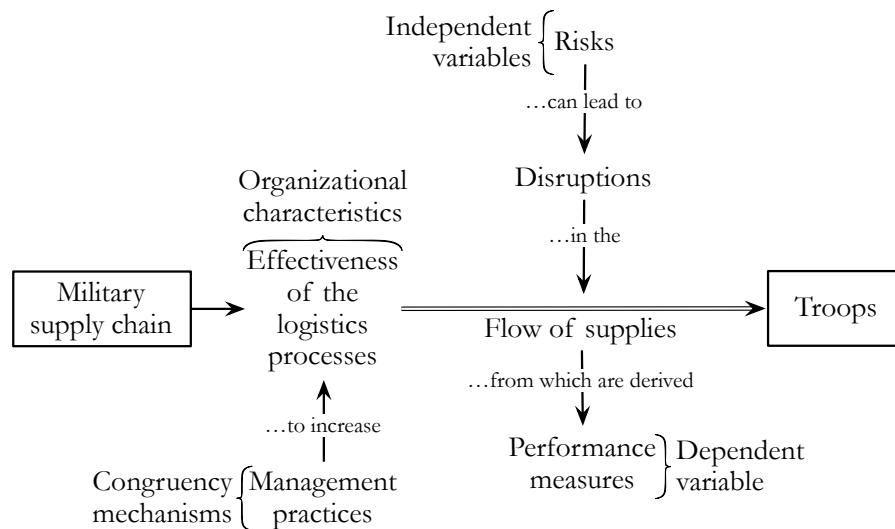 Independent
variables
Risks
…can lead to
Disruptions
Organizational
characteristics
…in the
Effectiveness
of the
logistics
processes
Military
supply chain
Troops
Flow of supplies
…from which are derived
…to increase
Performance
measures
Dependent
variable
Congruency
mechanisms
Management
practices